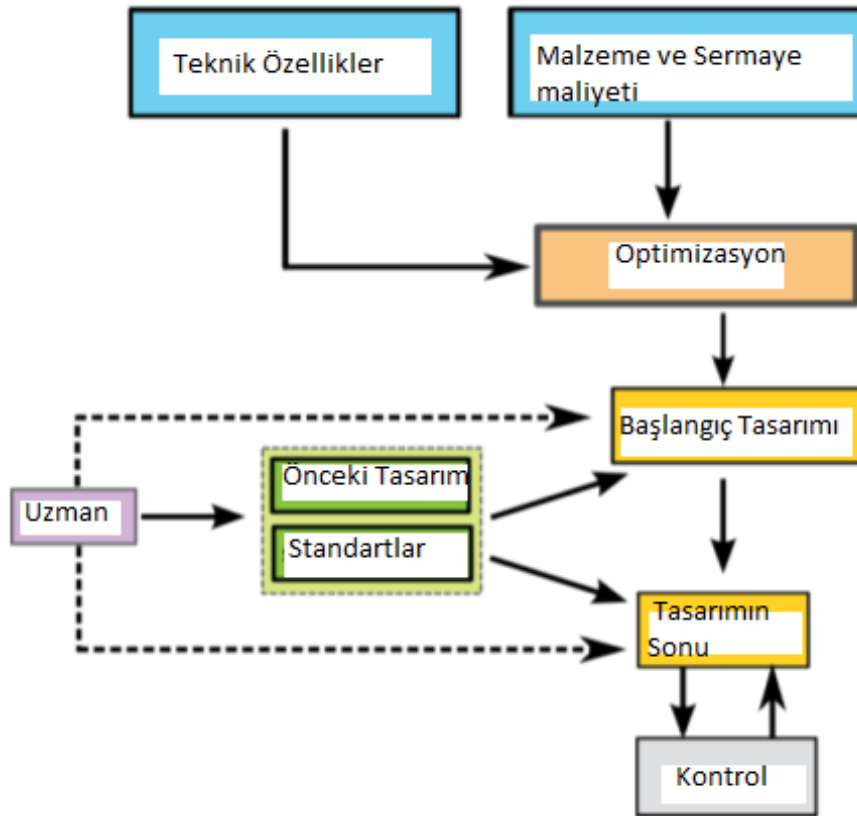 Teknik Özellikler
Malzeme ve Sermaye
maliyeti
Optimizasyon
Başlangıç Tasarımı
Önceki Tasarım
Uzman
Standartlar
Tasarımın
Sonu
Kontrol